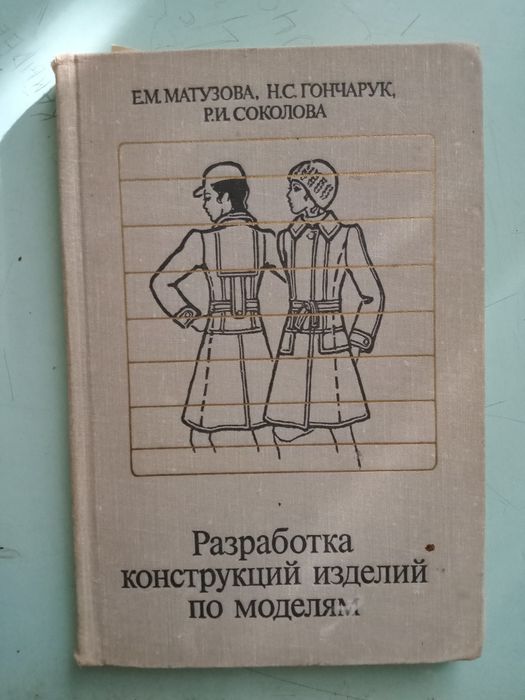 Е.М. МАТУЗОВА, Н.С. ГОНЧАРУК,
Р.И. СОКОЛОВА
Разработка
конструкций изделий
по моделям